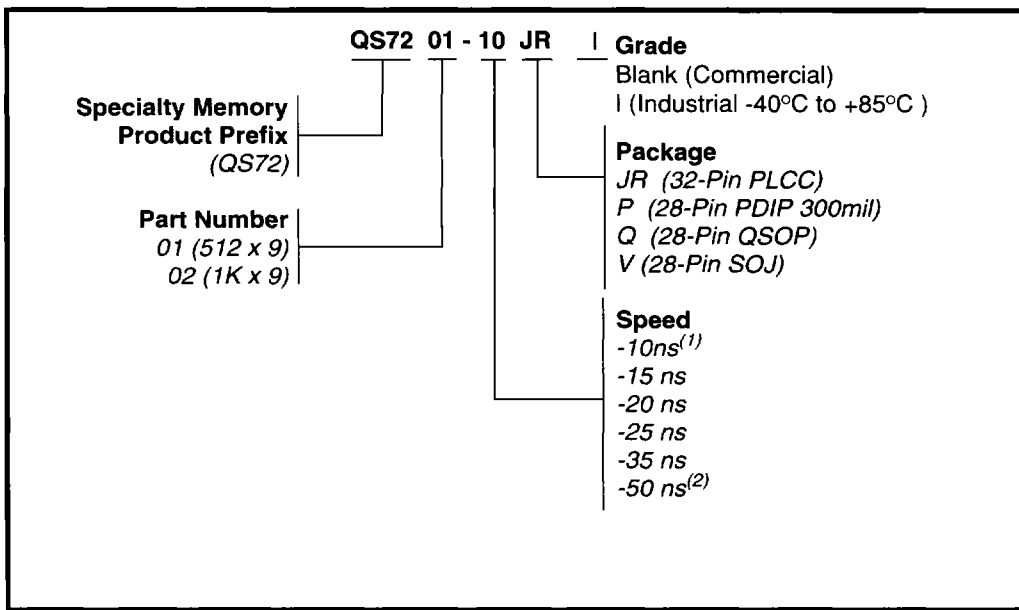 QS72 01 - 10 JR I
Grade
Blank (Commercial)
I (Industrial -40°C to +85°C )
Specialty Memory
Product Prefix
(QS72)
Package
JR (32-Pin PLCC)
P (28-Pin PDIP 300mil)
Q (28-Pin QSOP)
V (28-Pin SOJ)
Part Number
01 (512 x 9)
02 (1K x 9)
Speed
-10ns(1)
-15 ns
-20 ns
-25 ns
-35 ns
-50 ns(2)